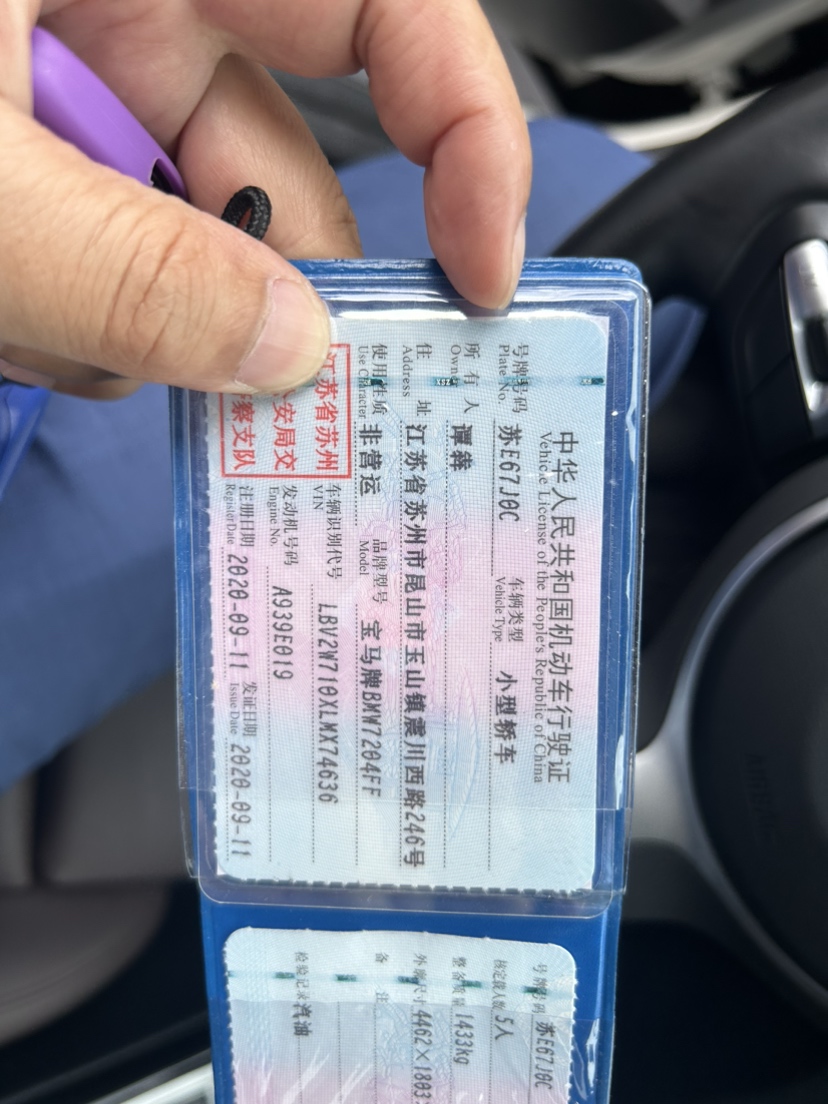 中华人民共和国机动车行驶证
Vehicle License of the People's Republic of China
号牌号码 苏E67J0C 车辆类型 小型轿车
Plate No. Vehicle Type
所有人
Owner
住址 江苏省苏州市昆山市玉山镇震川西路246号
Address
使用性质 非营运 品牌型号 宝马牌BMW7204FF
Use Character Model
江苏省苏州
安局交
察支队
车辆识别代号 LBV2W710XLMX74636
VIN
发动机号码 A939E019
Engine No.
注册日期 2020-09-11 发证日期 2020-09-11
Register Date Issue Date
号牌号码 苏E67J0C
核定载人数 5人
整备质量 1433kg
外廓尺寸 4462×1803
备注
检验记录 汽油